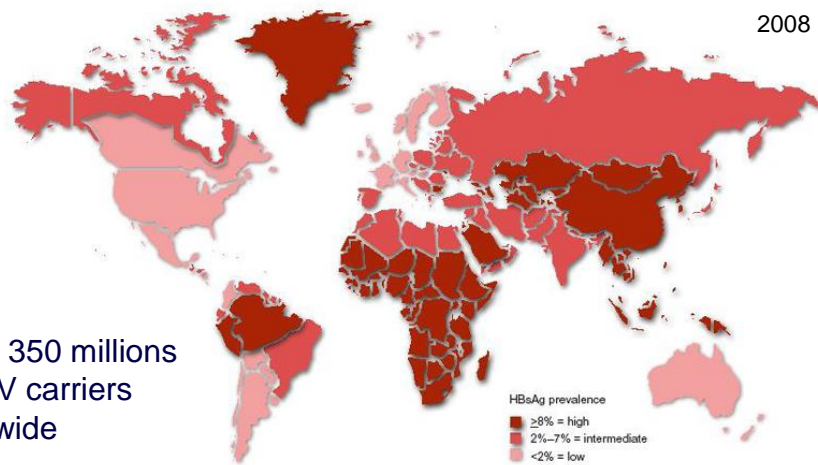 2008
350 millions
V carriers
wide
HBsAg prevalence
≥8% = high
2%–7% = intermediate
<2% = low